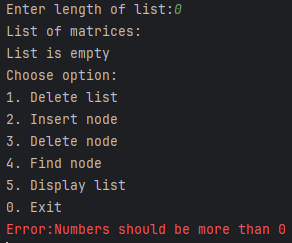 Enter length of list:0
List of matrices:
List is empty
Choose option:
1. Delete list
2. Insert node
3. Delete node
4. Find node
5. Display list
0. Exit
Error:Numbers should be more than 0